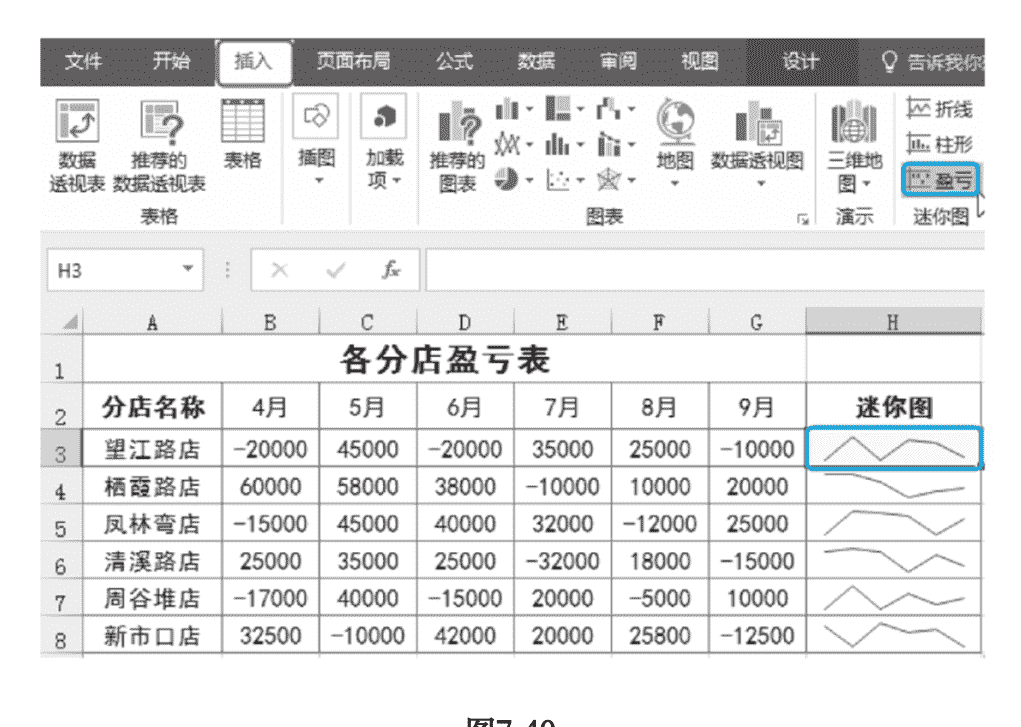 文件 开始 插入 页面布局 公式 数据 审阅 视图 设计 告诉我你
数据透视表 推荐的数据透视表 表格 插图 加载项 推荐的图表 地图 数据透视图 三维地图 折线
柱形
盈亏
表格 图表 演示 迷你图
H3 fx
A B C D E F G H
1 各分店盈亏表
2 分店名称 4月 5月 6月 7月 8月 9月 迷你图
3 望江路店 -20000 45000 -20000 35000 25000 -10000
4 栖霞路店 60000 58000 38000 -10000 10000 20000
5 凤林弯店 -15000 45000 40000 32000 -12000 25000
6 清溪路店 25000 35000 25000 -32000 18000 -15000
7 周谷堆店 -17000 40000 -15000 20000 -5000 10000
8 新市口店 32500 -10000 42000 20000 25800 -12500